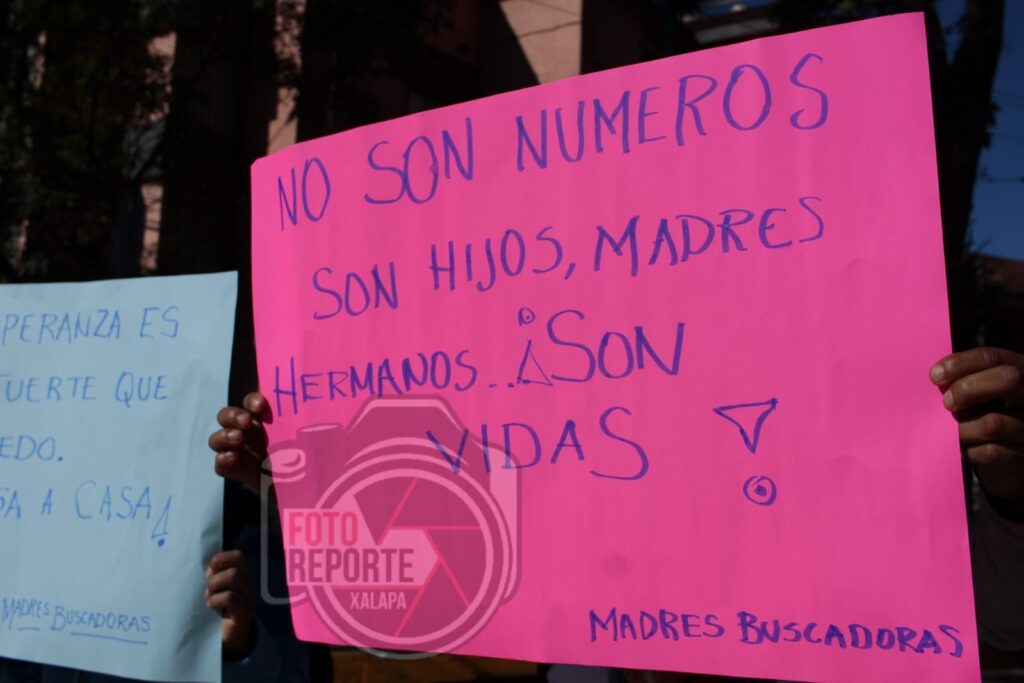 PERANZA ES
FUERTE QUE
EDO.
A CASA!
MADRES BUSCADORAS
NO SON NUMEROS
SON HIJOS, MADRES
HERMANOS... ¡SON
VIDAS !
MADRES BUSCADORAS
FOTO
REPORTE
XALAPA